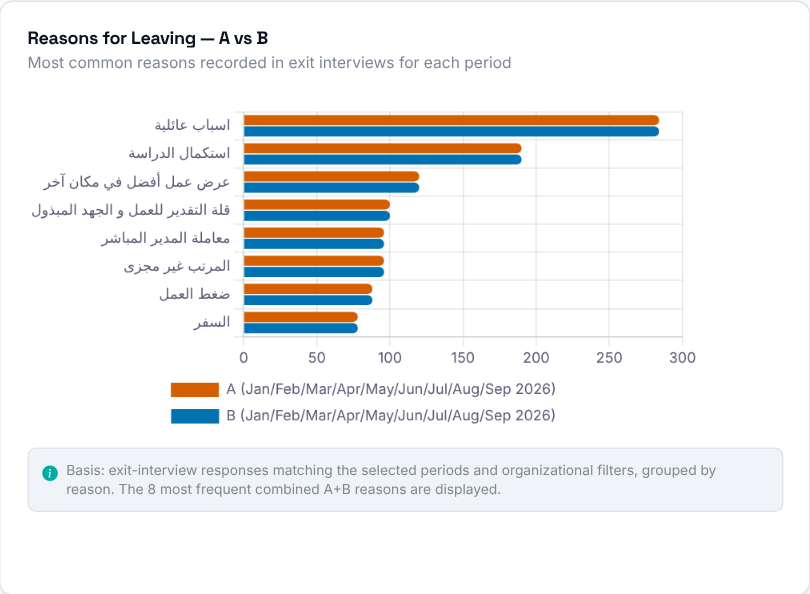 Reasons for Leaving — A vs B
Most common reasons recorded in exit interviews for each period
اسباب عائلية
استكمال الدراسة
عرض عمل أفضل في مكان آخر
قلة التقدير للعمل و الجهد المبذول
معاملة المدير المباشر
المرتب غير مجزى
ضغط العمل
السفر
0 50 100 150 200 250 300
A (Jan/Feb/Mar/Apr/May/Jun/Jul/Aug/Sep 2026)
B (Jan/Feb/Mar/Apr/May/Jun/Jul/Aug/Sep 2026)
i Basis: exit-interview responses matching the selected periods and organizational filters, grouped by
reason. The 8 most frequent combined A+B reasons are displayed.